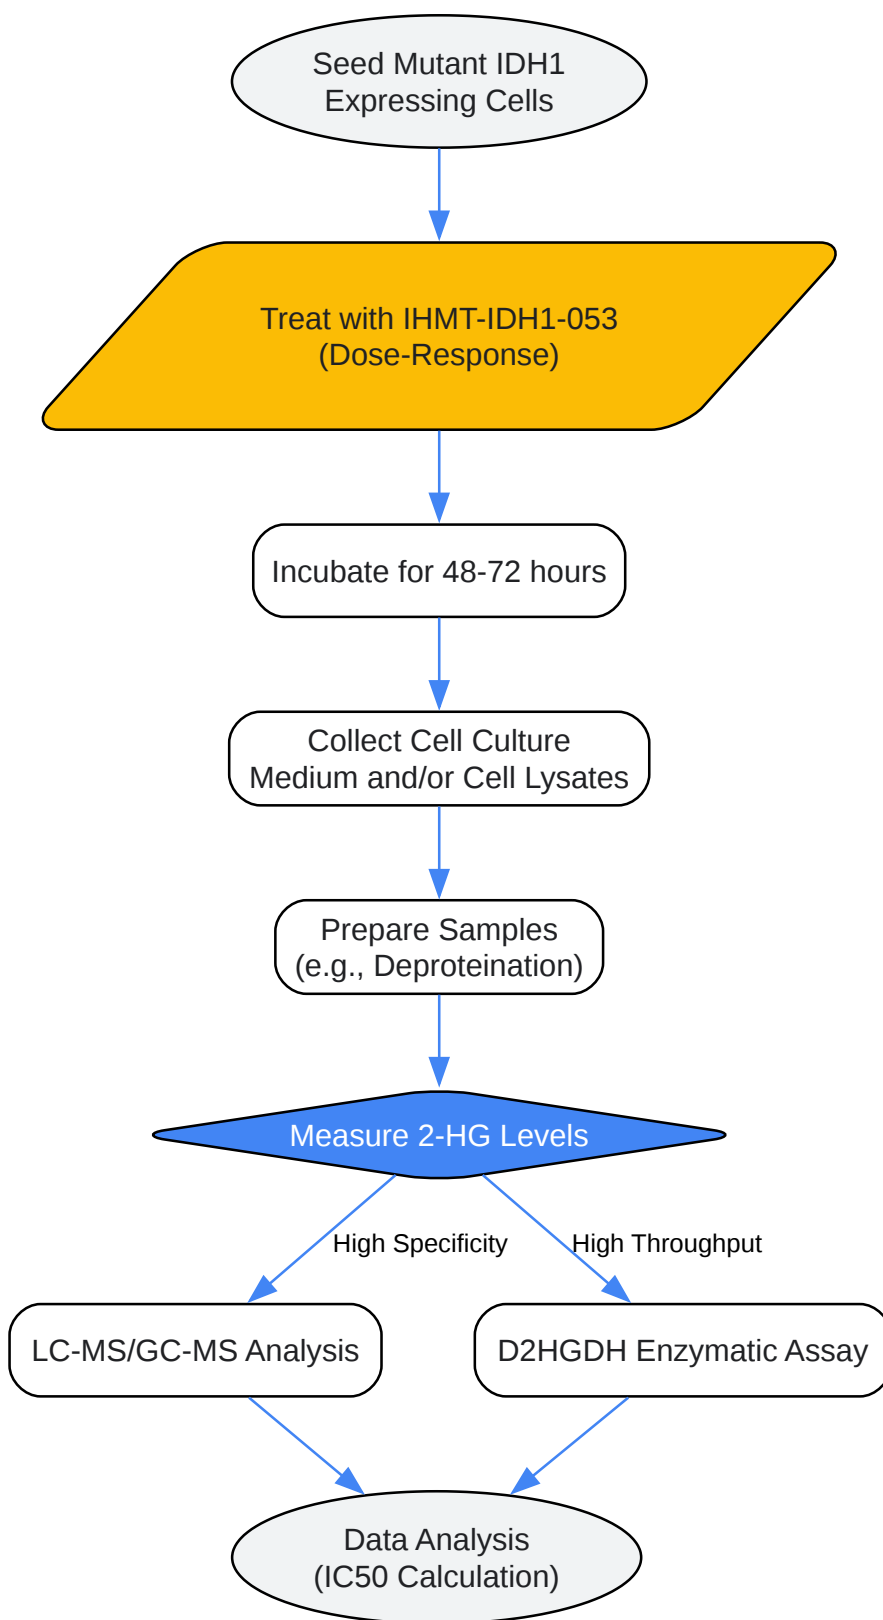 Seed Mutant IDH1
Expressing Cells
Treat with IHMT-IDH1-053
(Dose-Response)
Incubate for 48-72 hours
Collect Cell Culture
Medium and/or Cell Lysates
Prepare Samples
(e.g., Deproteination)
Measure 2-HG Levels
High Specificity
High Throughput
LC-MS/GC-MS Analysis
D2HGDH Enzymatic Assay
Data Analysis
(IC50 Calculation)